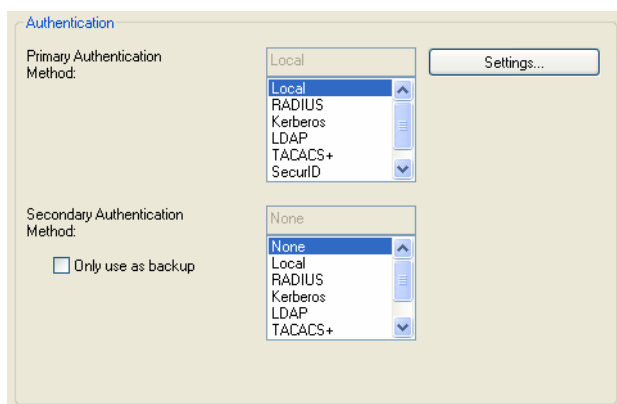 Authentication
Primary Authentication
Method:
Local
Settings...
Local
RADIUS
Kerberos
LDAP
TACACS+
SecurID
Secondary Authentication
Method:
None
Only use as backup
None
Local
RADIUS
Kerberos
LDAP
TACACS+